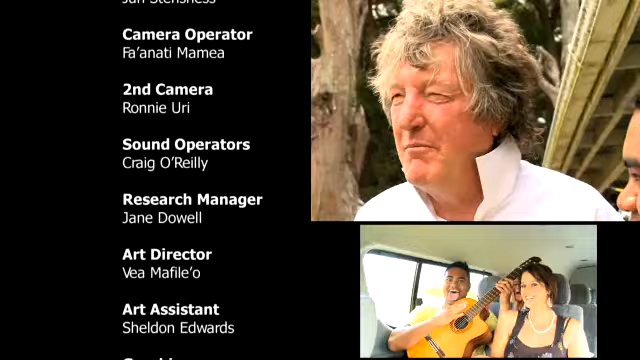 Camera Operator
Fa'anati Mamea
2nd Camera
Ronnie Uri
Sound Operators
Craig O'Reilly
Research Manager
Jane Dowell
Art Director
Vea Mafile'o
Art Assistant
Sheldon Edwards